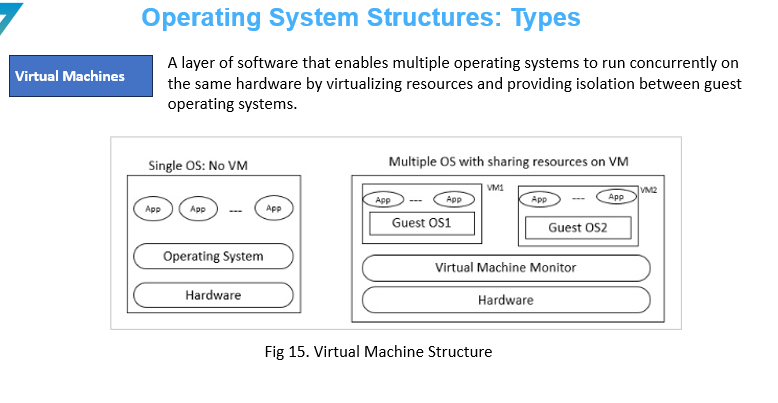 Operating System Structures: Types
Virtual Machines
A layer of software that enables multiple operating systems to run concurrently on
the same hardware by virtualizing resources and providing isolation between guest
operating systems.
Single OS: No VM
App
App
---
App
Operating System
Hardware
Multiple OS with sharing resources on VM
VM1
App
---
App
Guest OS1
VM2
App
---
App
Guest OS2
Virtual Machine Monitor
Hardware
Fig 15. Virtual Machine Structure